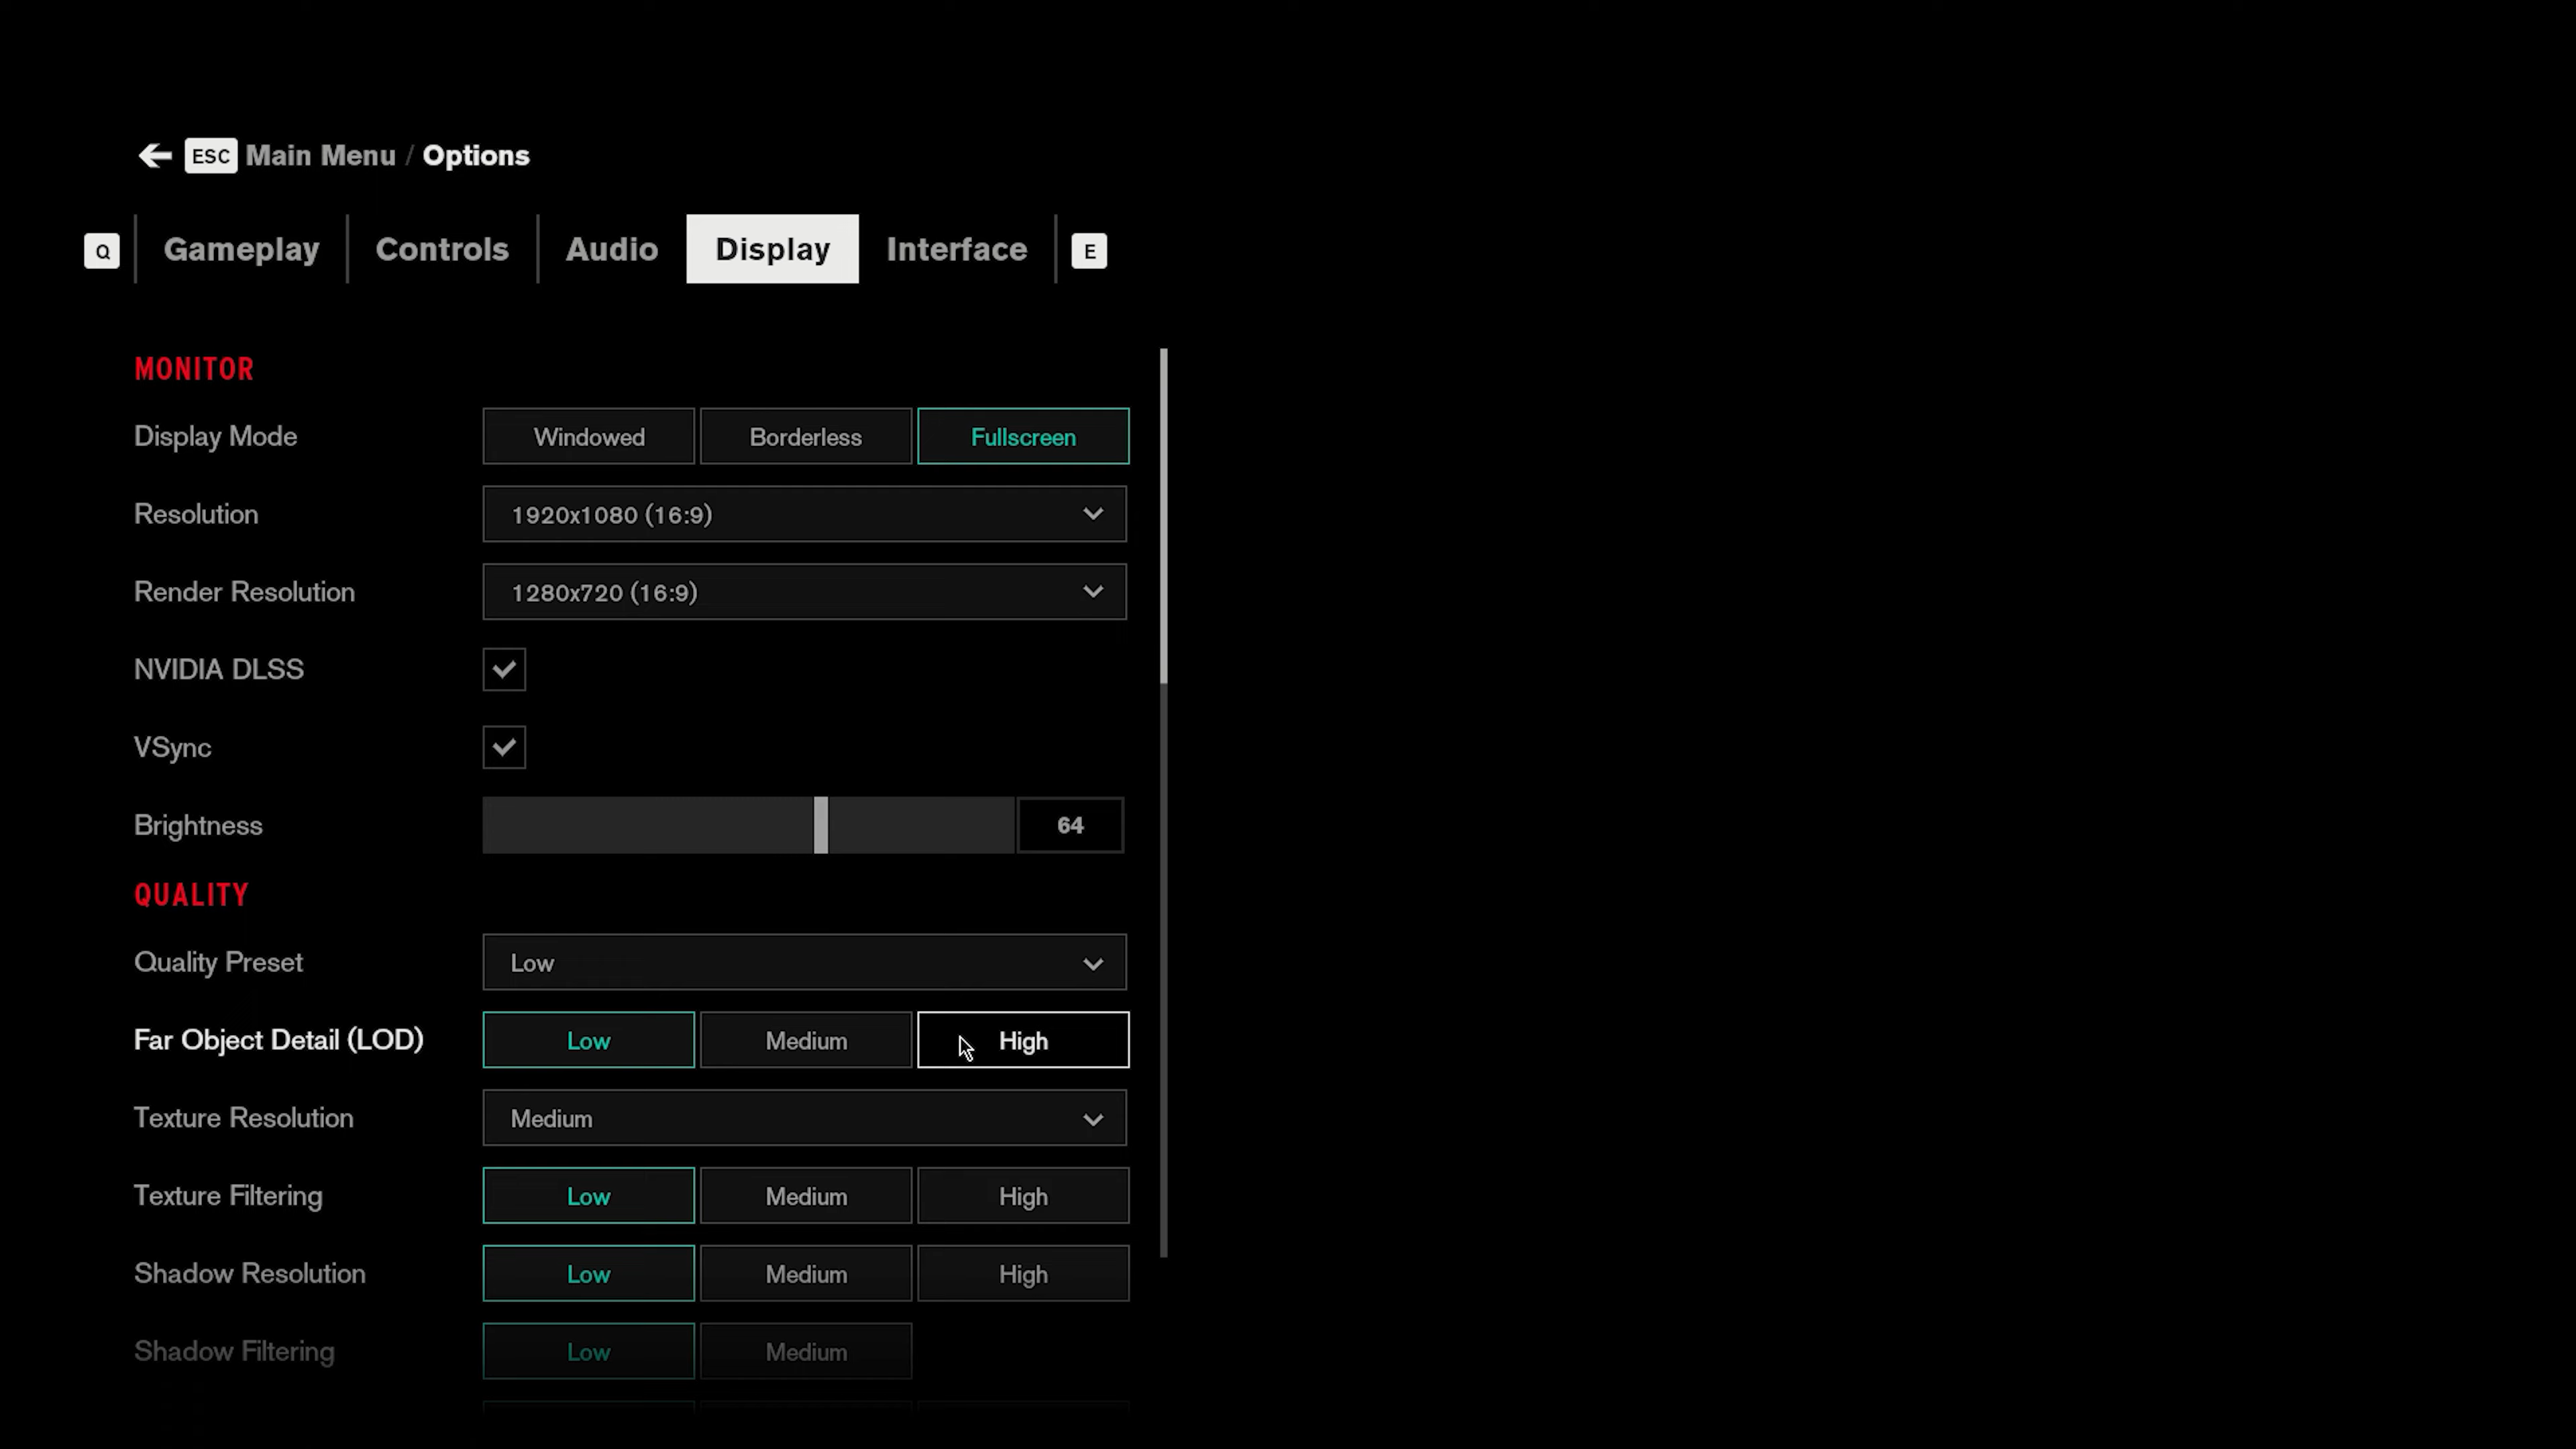 ESC Main Menu / Options
Q Gameplay Controls Audio Display Interface E
MONITOR
Display Mode Windowed Borderless Fullscreen
Resolution 1920x1080 (16:9)
Render Resolution 1280x720 (16:9)
NVIDIA DLSS
VSync
Brightness 64
QUALITY
Quality Preset Low
Far Object Detail (LOD) Low Medium High
Texture Resolution Medium
Texture Filtering Low Medium High
Shadow Resolution Low Medium High
Shadow Filtering Low Medium